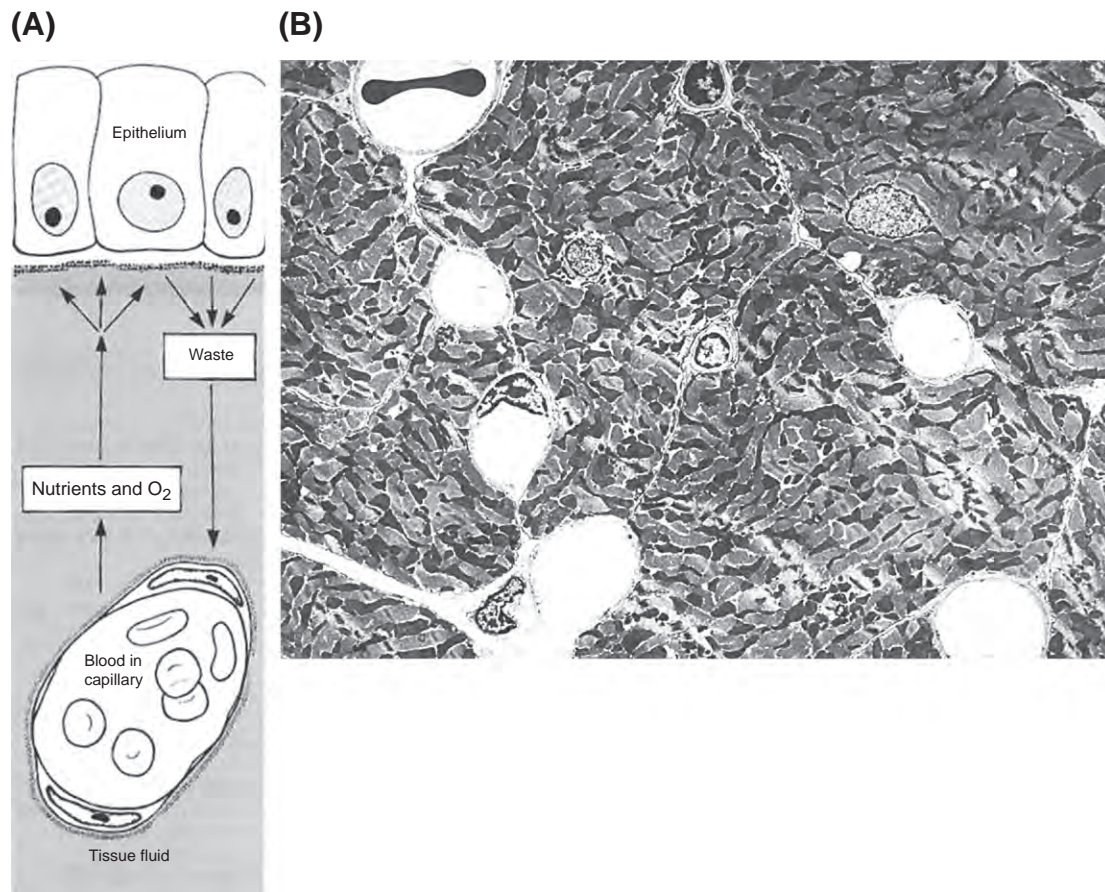 (A)
(B)
Epithelium
Waste
Nutrients and O2
Blood in
capillary
Tissue fluid